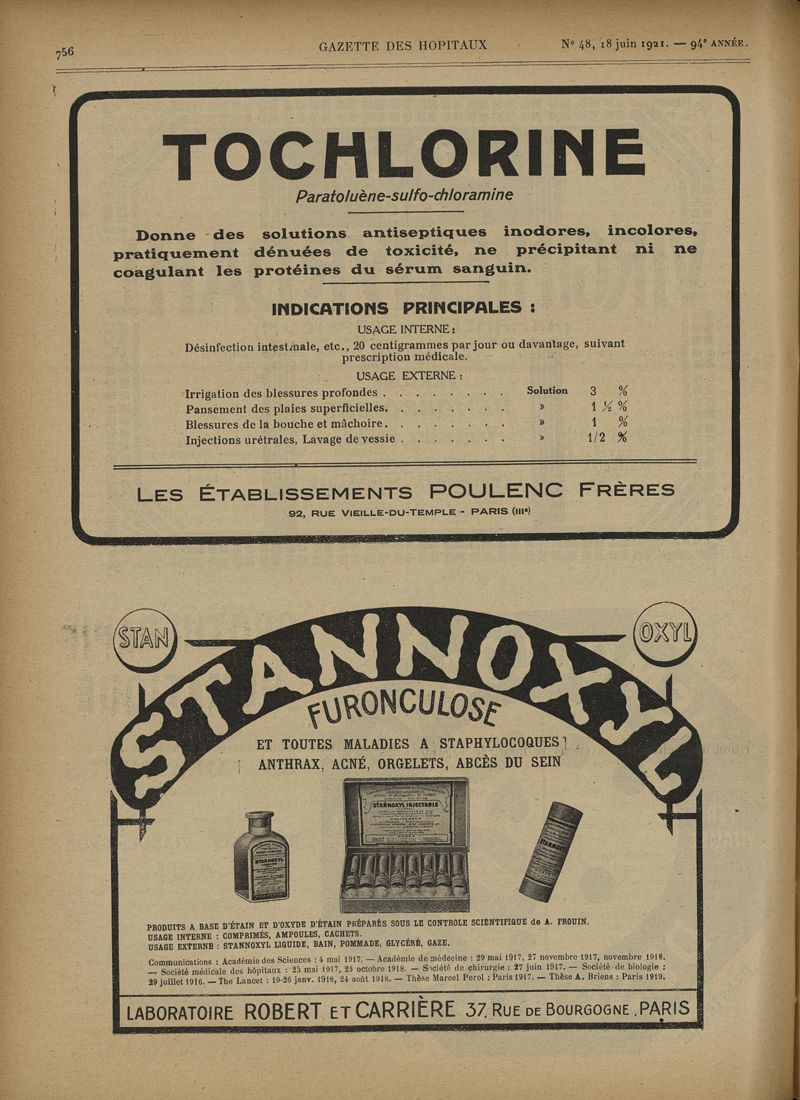 756
GAZETTE DES HOPITAUX
N° 48, 18 juin 1921. — 94e ANNÉE.
TOCHLORINE
Paratoluène-sulfo-chloramine
Donne des solutions antiseptiques inodores, incolores,
pratiquement dénuées de toxicité, ne précipitant ni ne
coagulant les protéines du sérum sanguin.
INDICATIONS PRINCIPALES :
USAGE INTERNE :
Désinfection intestinale, etc., 20 centigrammes par jour ou davantage, suivant
prescription médicale.
USAGE EXTERNE :
Irrigation des blessures profondes . . . . . . . . Solution 3 %
Pansement des plaies superficielles. . . . . . . . » 1 ½ %
Blessures de la bouche et mâchoire. . . . . . . . » 1 %
Injections urétrales, Lavage de vessie . . . . . . . » 1/2 %
LES ÉTABLISSEMENTS POULENC FRÈRES
92, RUE VIEILLE-DU-TEMPLE - PARIS (IIIe)
STAN
OXYL
STANNOXYL
FURONCULOSE
ET TOUTES MALADIES A STAPHYLOCOQUES
ANTHRAX, ACNÉ, ORGELETS, ABCÈS DU SEIN
STANNOXYL INJECTABLE
STANNOXYL
STANNOXYL
PRODUITS A BASE D'ÉTAIN ET D'OXYDE D'ÉTAIN PRÉPARÉS SOUS LE CONTROLE SCIENTIFIQUE de A. FROUIN.
USAGE INTERNE : COMPRIMÉS, AMPOULES, CACHETS.
USAGE EXTERNE : STANNOXYL LIQUIDE, BAIN, POMMADE, GLYCÉRÉ, GAZE.
Communications : Académie des Sciences : 4 mai 1917. — Académie de médecine : 29 mai 1917, 27 novembre 1917, novembre 1918.
— Société médicale des hôpitaux : 25 mai 1917, 25 octobre 1918. — Société de chirurgie : 27 juin 1917. — Société de biologie :
29 juillet 1916. — The Lancet : 19-26 janv. 1918, 24 août 1918. — Thèse Marcel Perol : Paris 1917. — Thèse A. Briens : Paris 1919.
LABORATOIRE ROBERT ET CARRIÈRE 37, RUE DE BOURGOGNE, PARIS